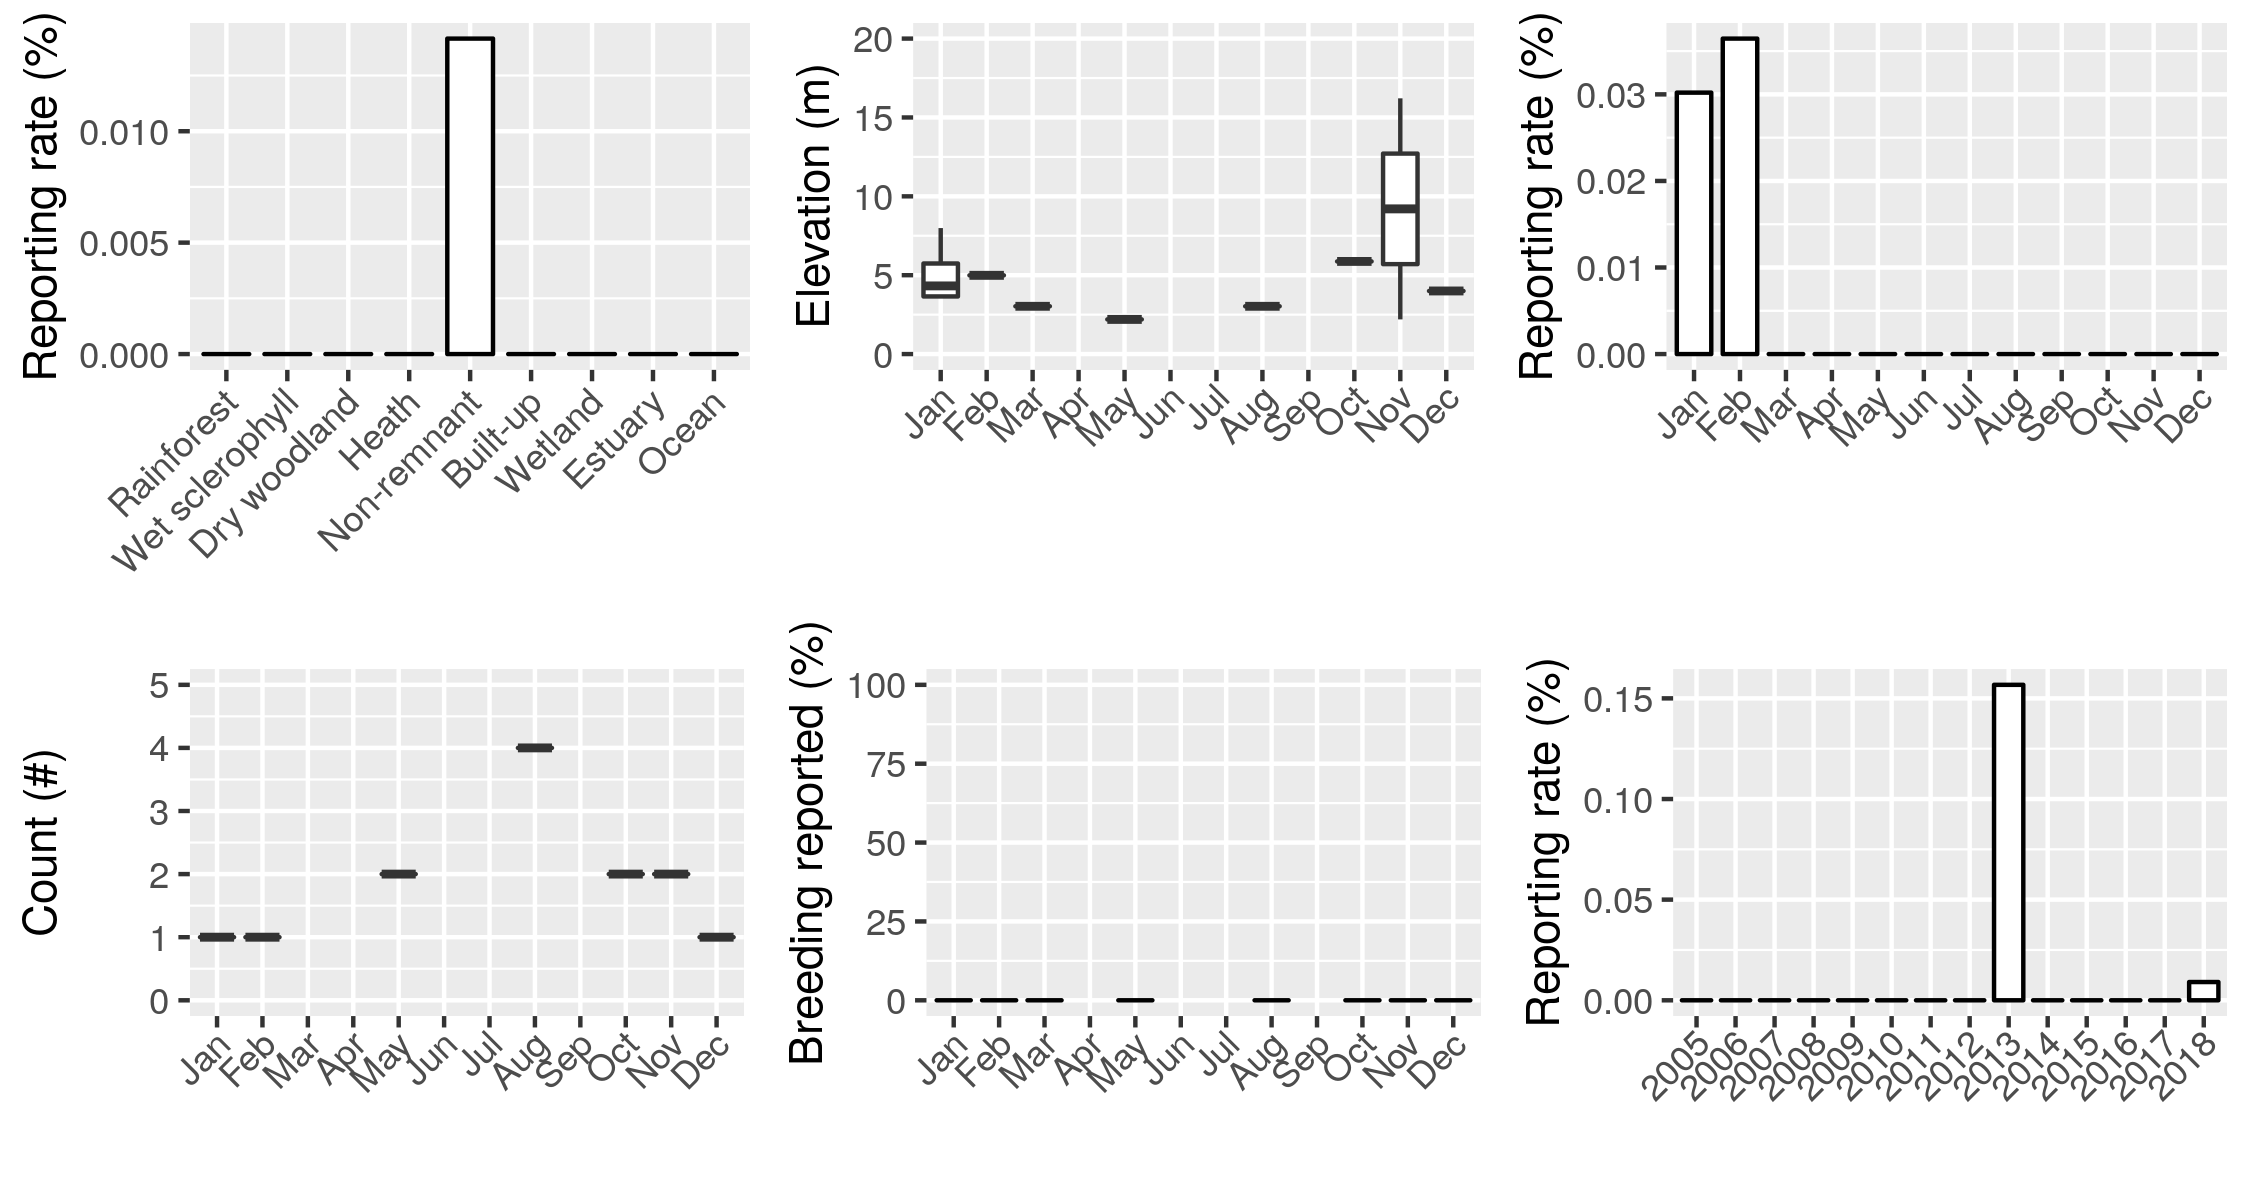 Reporting rate (%)
0.010
0.005
0.000
Rainforest
Wet sclerophyll
Dry woodland
Heath
Non-remnant
Built-up
Wetland
Estuary
Ocean
Elevation (m)
20
15
10
5
0
Jan
Feb
Mar
Apr
May
Jun
Jul
Aug
Sep
Oct
Nov
Dec
Reporting rate (%)
0.03
0.02
0.01
0.00
Jan
Feb
Mar
Apr
May
Jun
Jul
Aug
Sep
Oct
Nov
Dec
Count (#)
5
4
3
2
1
0
Jan
Feb
Mar
Apr
May
Jun
Jul
Aug
Sep
Oct
Nov
Dec
Breeding reported (%)
100
75
50
25
0
Jan
Feb
Mar
Apr
May
Jun
Jul
Aug
Sep
Oct
Nov
Dec
Reporting rate (%)
0.15
0.10
0.05
0.00
2005
2006
2007
2008
2009
2010
2011
2012
2013
2014
2015
2016
2017
2018